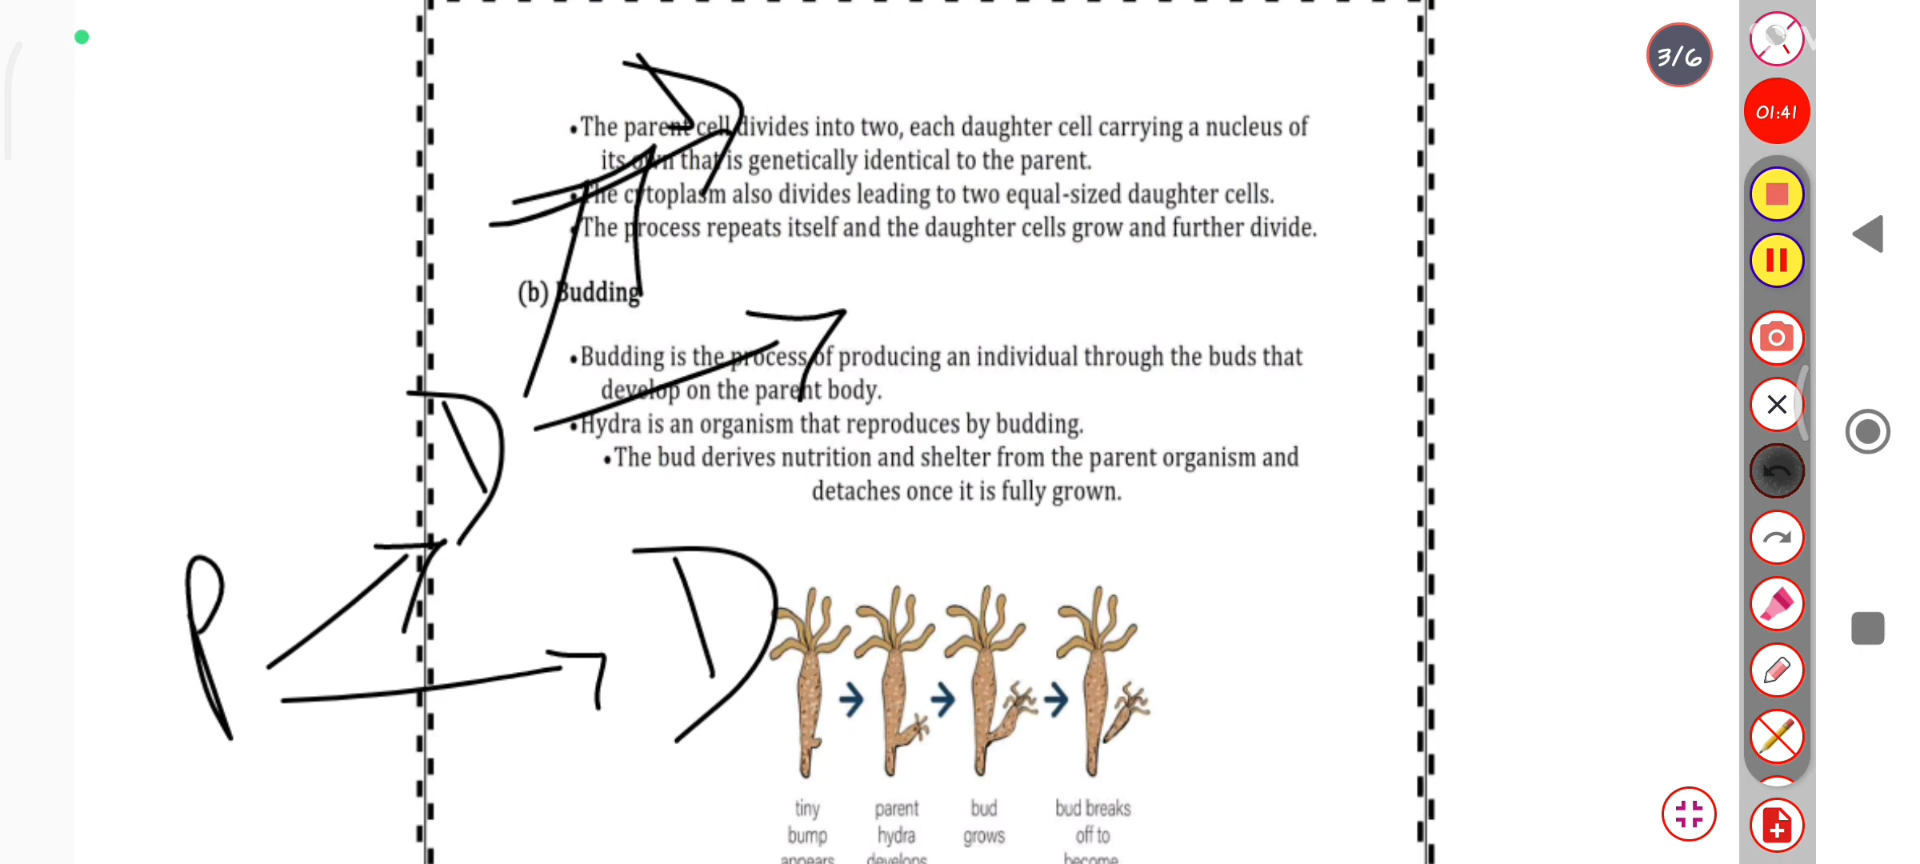 3/6
01:41
•The parent cell divides into two, each daughter cell carrying a nucleus of
its own that is genetically identical to the parent.
•The cytoplasm also divides leading to two equal-sized daughter cells.
•The process repeats itself and the daughter cells grow and further divide.
(b) Budding
•Budding is the process of producing an individual through the buds that
develop on the parent body.
•Hydra is an organism that reproduces by budding.
•The bud derives nutrition and shelter from the parent organism and
detaches once it is fully grown.
D
D
P
D
tiny bump appears
parent hydra develops
bud grows
bud breaks off to become